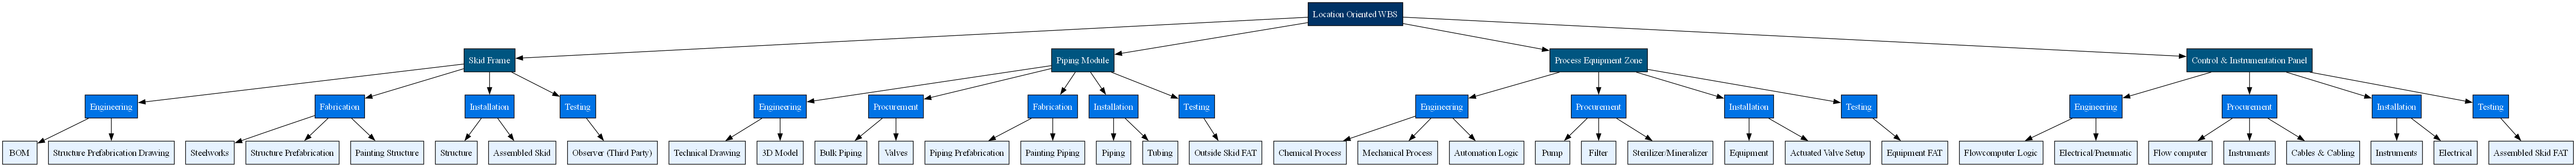 Location Oriented WBS
Skid Frame
Piping Module
Process Equipment Zone
Control & Instrumentation Panel
Engineering
Fabrication
Installation
Testing
Engineering
Procurement
Fabrication
Installation
Testing
Engineering
Procurement
Installation
Testing
Engineering
Procurement
Installation
Testing
BOM
Structure Prefabrication Drawing
Steelworks
Structure Prefabrication
Painting Structure
Structure
Assembled Skid
Observer (Third Party)
Technical Drawing
3D Model
Bulk Piping
Valves
Piping Prefabrication
Painting Piping
Piping
Tubing
Outside Skid FAT
Chemical Process
Mechanical Process
Automation Logic
Pump
Filter
Sterilizer/Mineralizer
Equipment
Actuated Valve Setup
Equipment FAT
Flowcomputer Logic
Electrical/Pneumatic
Flow computer
Instruments
Cables & Cabling
Instruments
Electrical
Assembled Skid FAT